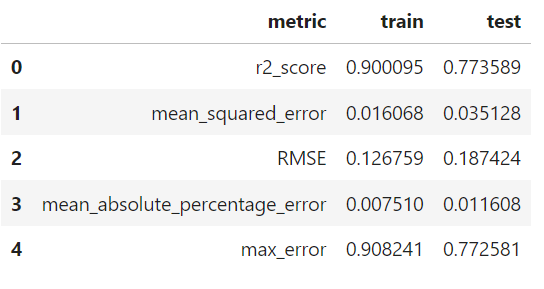 metric train test
0 r2_score 0.900095 0.773589
1 mean_squared_error 0.016068 0.035128
2 RMSE 0.126759 0.187424
3 mean_absolute_percentage_error 0.007510 0.011608
4 max_error 0.908241 0.772581